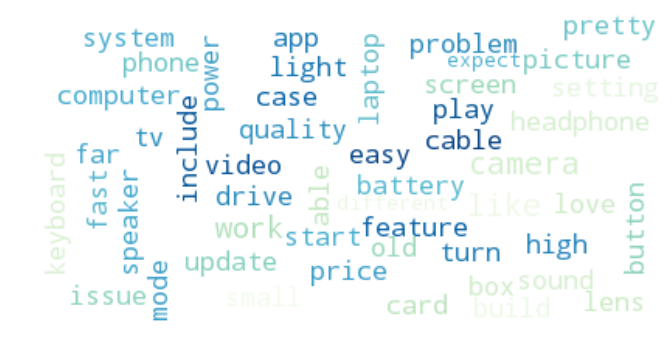 pretty
system
app
problem
phone
power
light
laptop
expect
picture
computer
case
screen
setting
include
play
headphone
tv
quality
cable
far
video
easy
camera
keyboard
fast
speaker
drive
able
battery
different
like
love
button
work
start
feature
old
turn
high
update
mode
price
issue
small
card
box
sound
build
lens